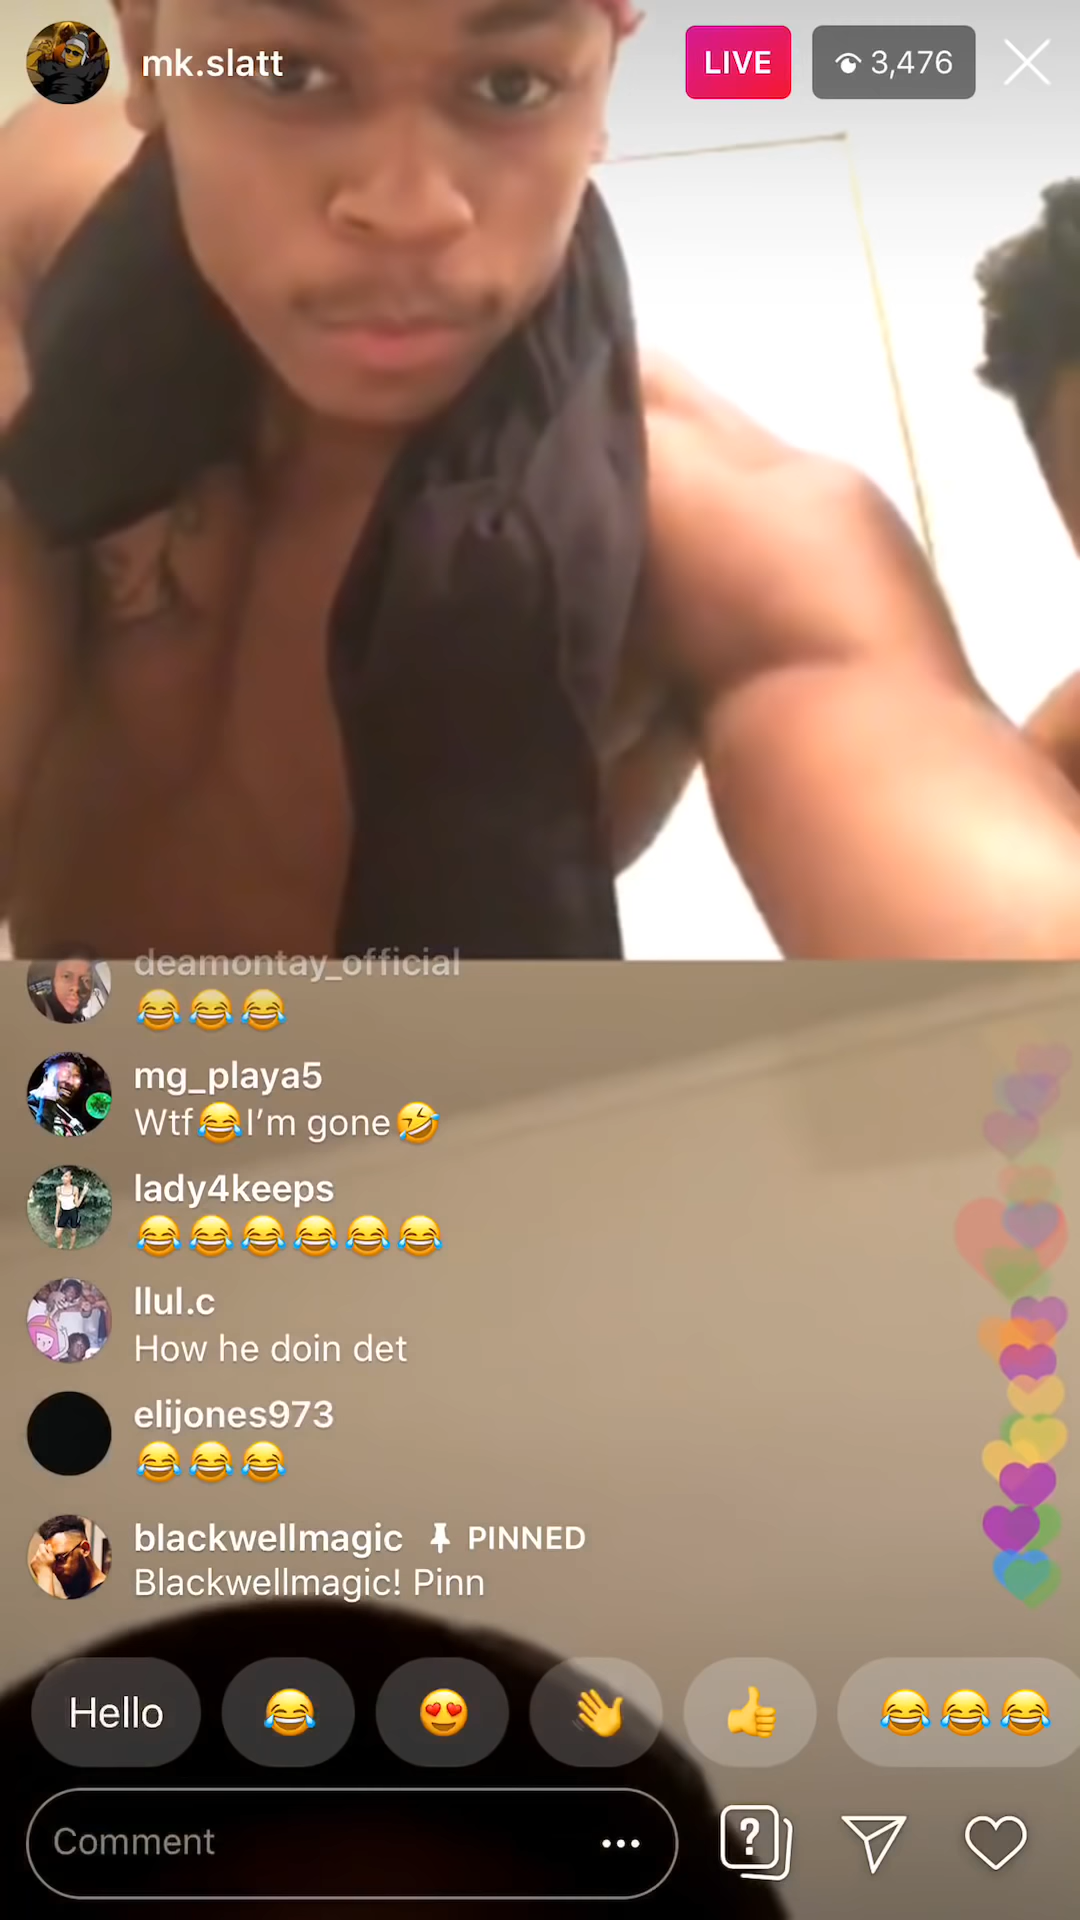 mk.slatt
LIVE
3,476
deamontay_official
😂😂😂
mg_playa5
Wtf😂I’m gone🤣
lady4keeps
😂😂😂😂😂😂
llul.c
How he doin det
elijones973
😂😂😂
blackwellmagic PINNED
Blackwellmagic! Pinn
Hello 😂 😍 👋 👍 😂😂😂
Comment ...
?